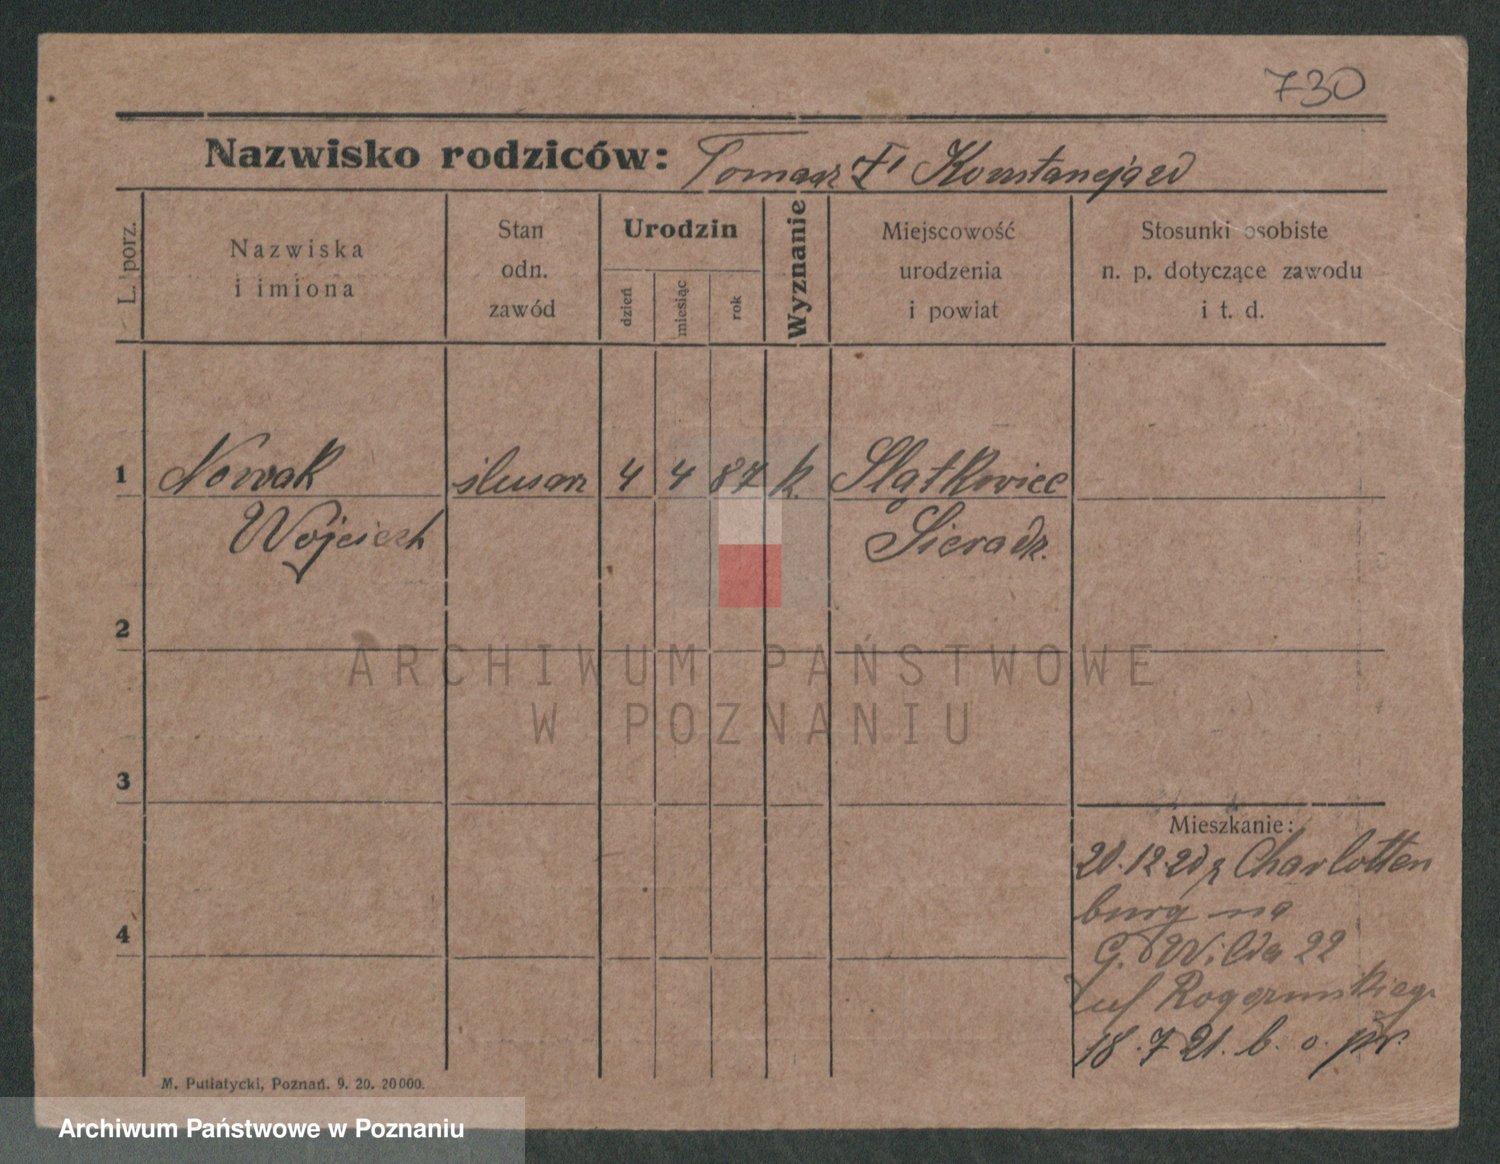 730
Nazwisko rodziców: Tomasz
L. porz.
Nazwiska
i imiona
Stan
odn.
zawód
Urodzin
dzień
miesiąc
rok
Wyznanie
Miejscowość
urodzenia
i powiat
Stosunki osobiste
n. p. dotyczące zawodu
i t. d.
1 Nowak ślusarz 4 4 87 k.
Wojciech Sieradz.
2
ARCHIWUM PAŃSTWOWE
W POZNANIU
3
Mieszkanie:
20.12.20 z Charlotten
burg na
4
G. Wilda 22
18.7 21. b. o. pr.
M. Putiatycki, Poznań. 9. 20. 20000.
Archiwum Państwowe w Poznaniu